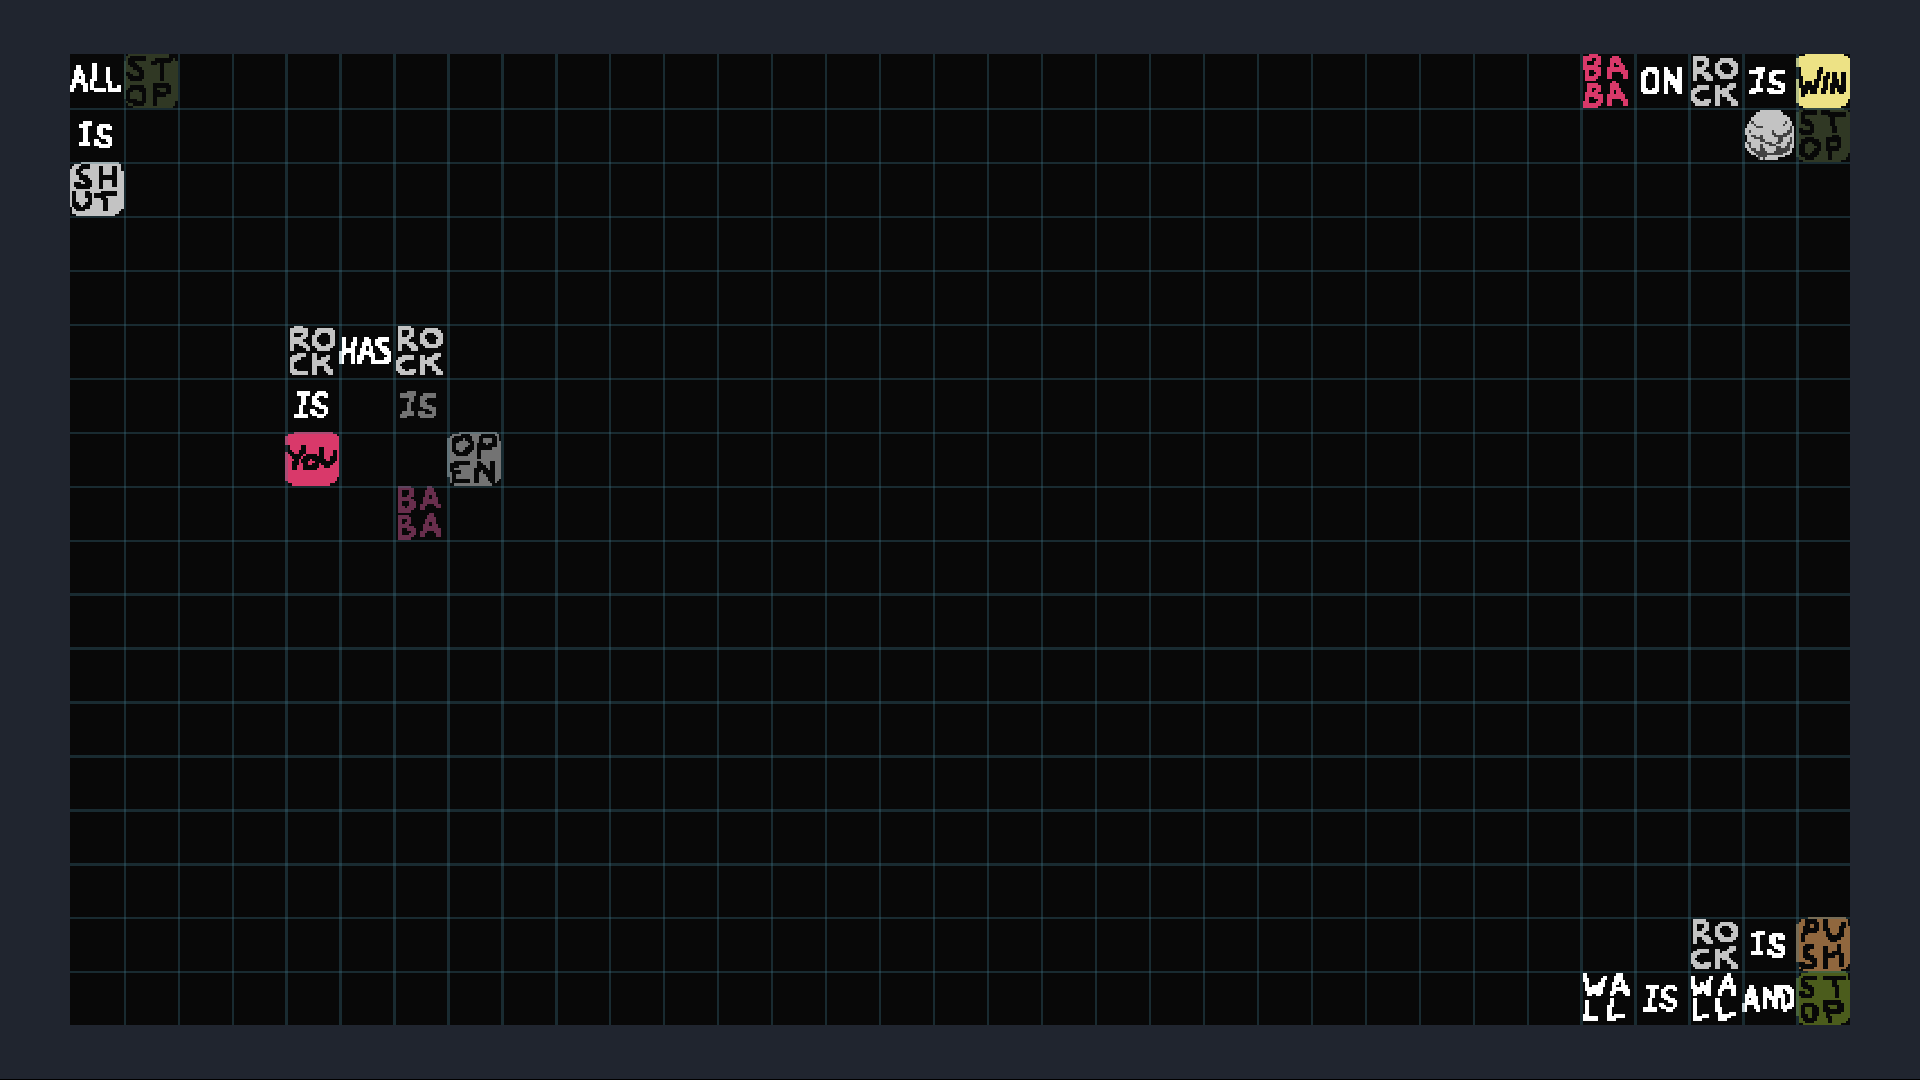 ALL STOP BABA ON ROCK IS WIN
IS STOP
SHUT
ROCK HAS ROCK
IS IS
YOU OPEN
BABA
ROCK IS PUSH
WALL IS WALL AND STOP